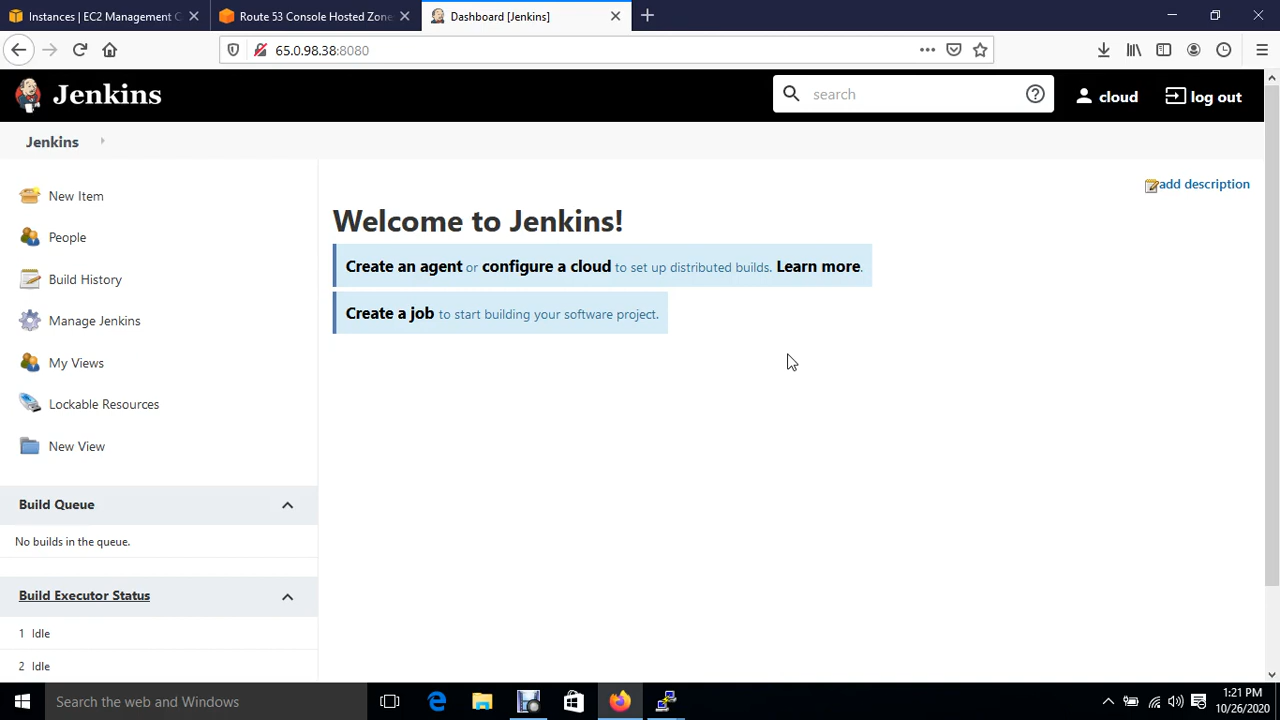 Instances | EC2 Management C
Route 53 Console Hosted Zone
Dashboard [Jenkins]
65.0.98.38:8080
Jenkins
search
cloud
log out
Jenkins
New Item
People
Build History
Manage Jenkins
My Views
Lockable Resources
New View
Build Queue
No builds in the queue.
Build Executor Status
1 Idle
2 Idle
add description
Welcome to Jenkins!
Create an agent or configure a cloud to set up distributed builds. Learn more.
Create a job to start building your software project.
Search the web and Windows
1:21 PM
10/26/2020